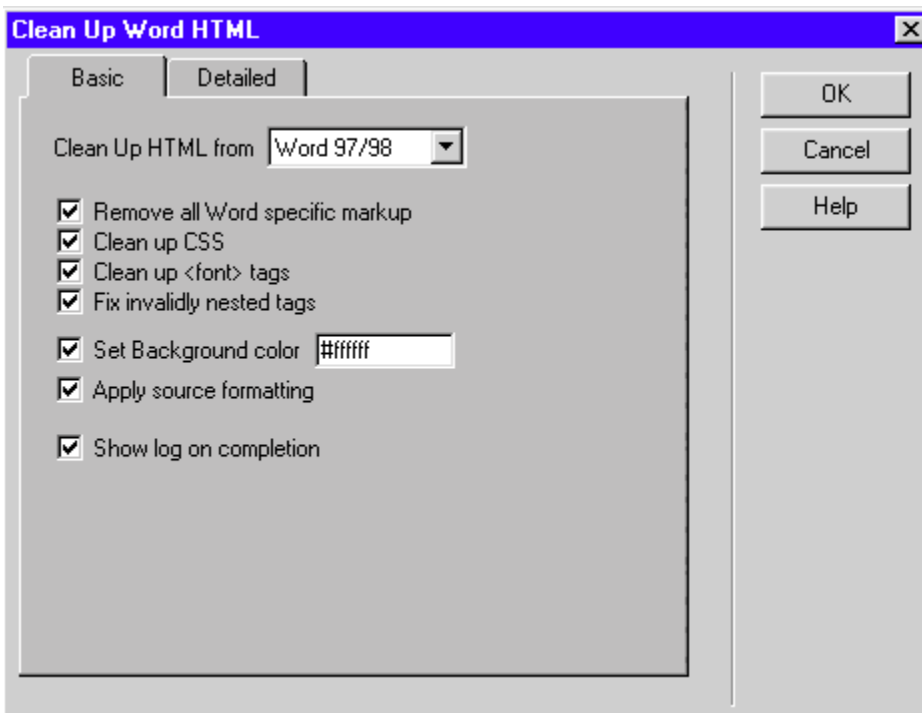 Clean Up Word HTML
Basic
Detailed
OK
Clean Up HTML from Word 97/98
Cancel
Help
Remove all Word specific markup
Clean up CSS
Clean up <font> tags
Fix invalidly nested tags
Set Background color #ffffff
Apply source formatting
Show log on completion